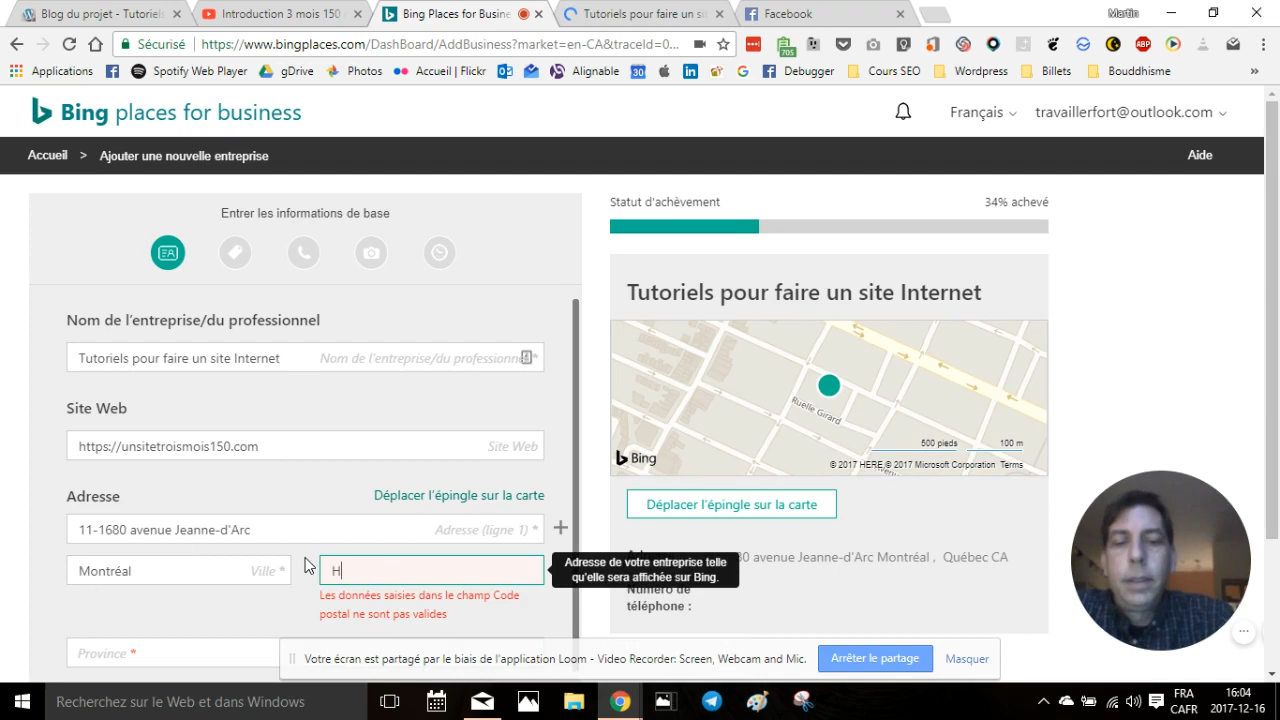 Blog du projet - Tutoriels
Introduction 3 mois 150
Bing Places for Busine
Tutoriels pour faire un si
Facebook
Martin
Sécurisé
https://www.bingplaces.com/DashBoard/AddBusiness?market=en-CA&traceId=0...
705
ABP
Applications
Spotify Web Player
gDrive
Photos
Accueil | Flickr
Alignable
30
Debugger
Cours SEO
Wordpress
Billets
Bouddhisme
»
Bing places for business
Français
travaillerfort@outlook.com
Accueil > Ajouter une nouvelle entreprise
Aide
Entrer les informations de base
Statut d'achèvement
34% achevé
Tutoriels pour faire un site Internet
Nom de l'entreprise/du professionnel
Tutoriels pour faire un site Internet
Nom de l'entreprise/du professionnel *
Site Web
https://unsitetroismois150.com
Site Web
Ruelle Girard
500 pieds
100 m
Bing
© 2017 HERE © 2017 Microsoft Corporation Terms
Adresse
Déplacer l'épingle sur la carte
Déplacer l'épingle sur la carte
11-1680 avenue Jeanne-d'Arc
Adresse (ligne 1) *
Montréal
Ville *
H
Adresse de votre entreprise telle
qu'elle sera affichée sur Bing.
80 avenue Jeanne-d'Arc Montréal , Québec CA
Les données saisies dans le champ Code
postal ne sont pas valides
Numéro de
téléphone :
Province *
Votre écran est partagé par le biais de l'application Loom - Video Recorder: Screen, Webcam and Mic.
Arrêter le partage
Masquer
Recherchez sur le Web et dans Windows
FRA
CAFR
16:04
2017-12-16